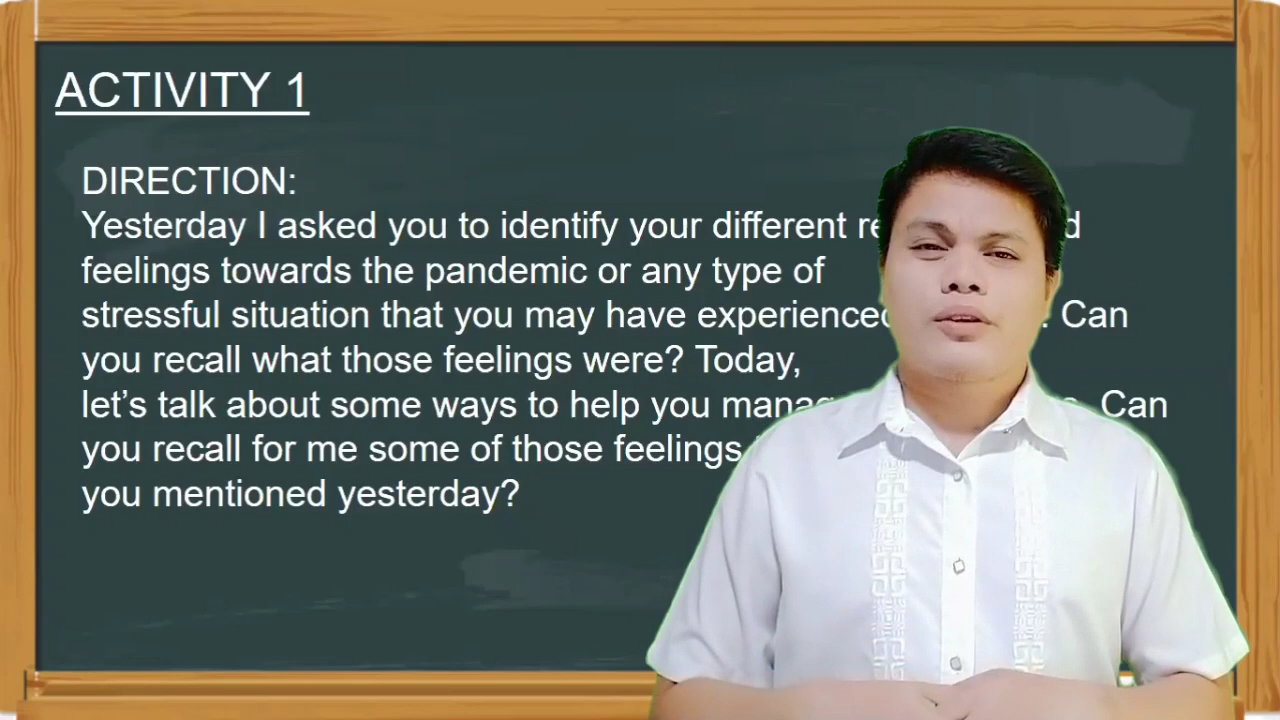 ACTIVITY 1
DIRECTION:
Yesterday I asked you to identify your different
feelings towards the pandemic or any type of
stressful situation that you may have experienced Can
you recall what those feelings were? Today,
let's talk about some ways to help you Can
you recall for me some of those feelings
you mentioned yesterday?